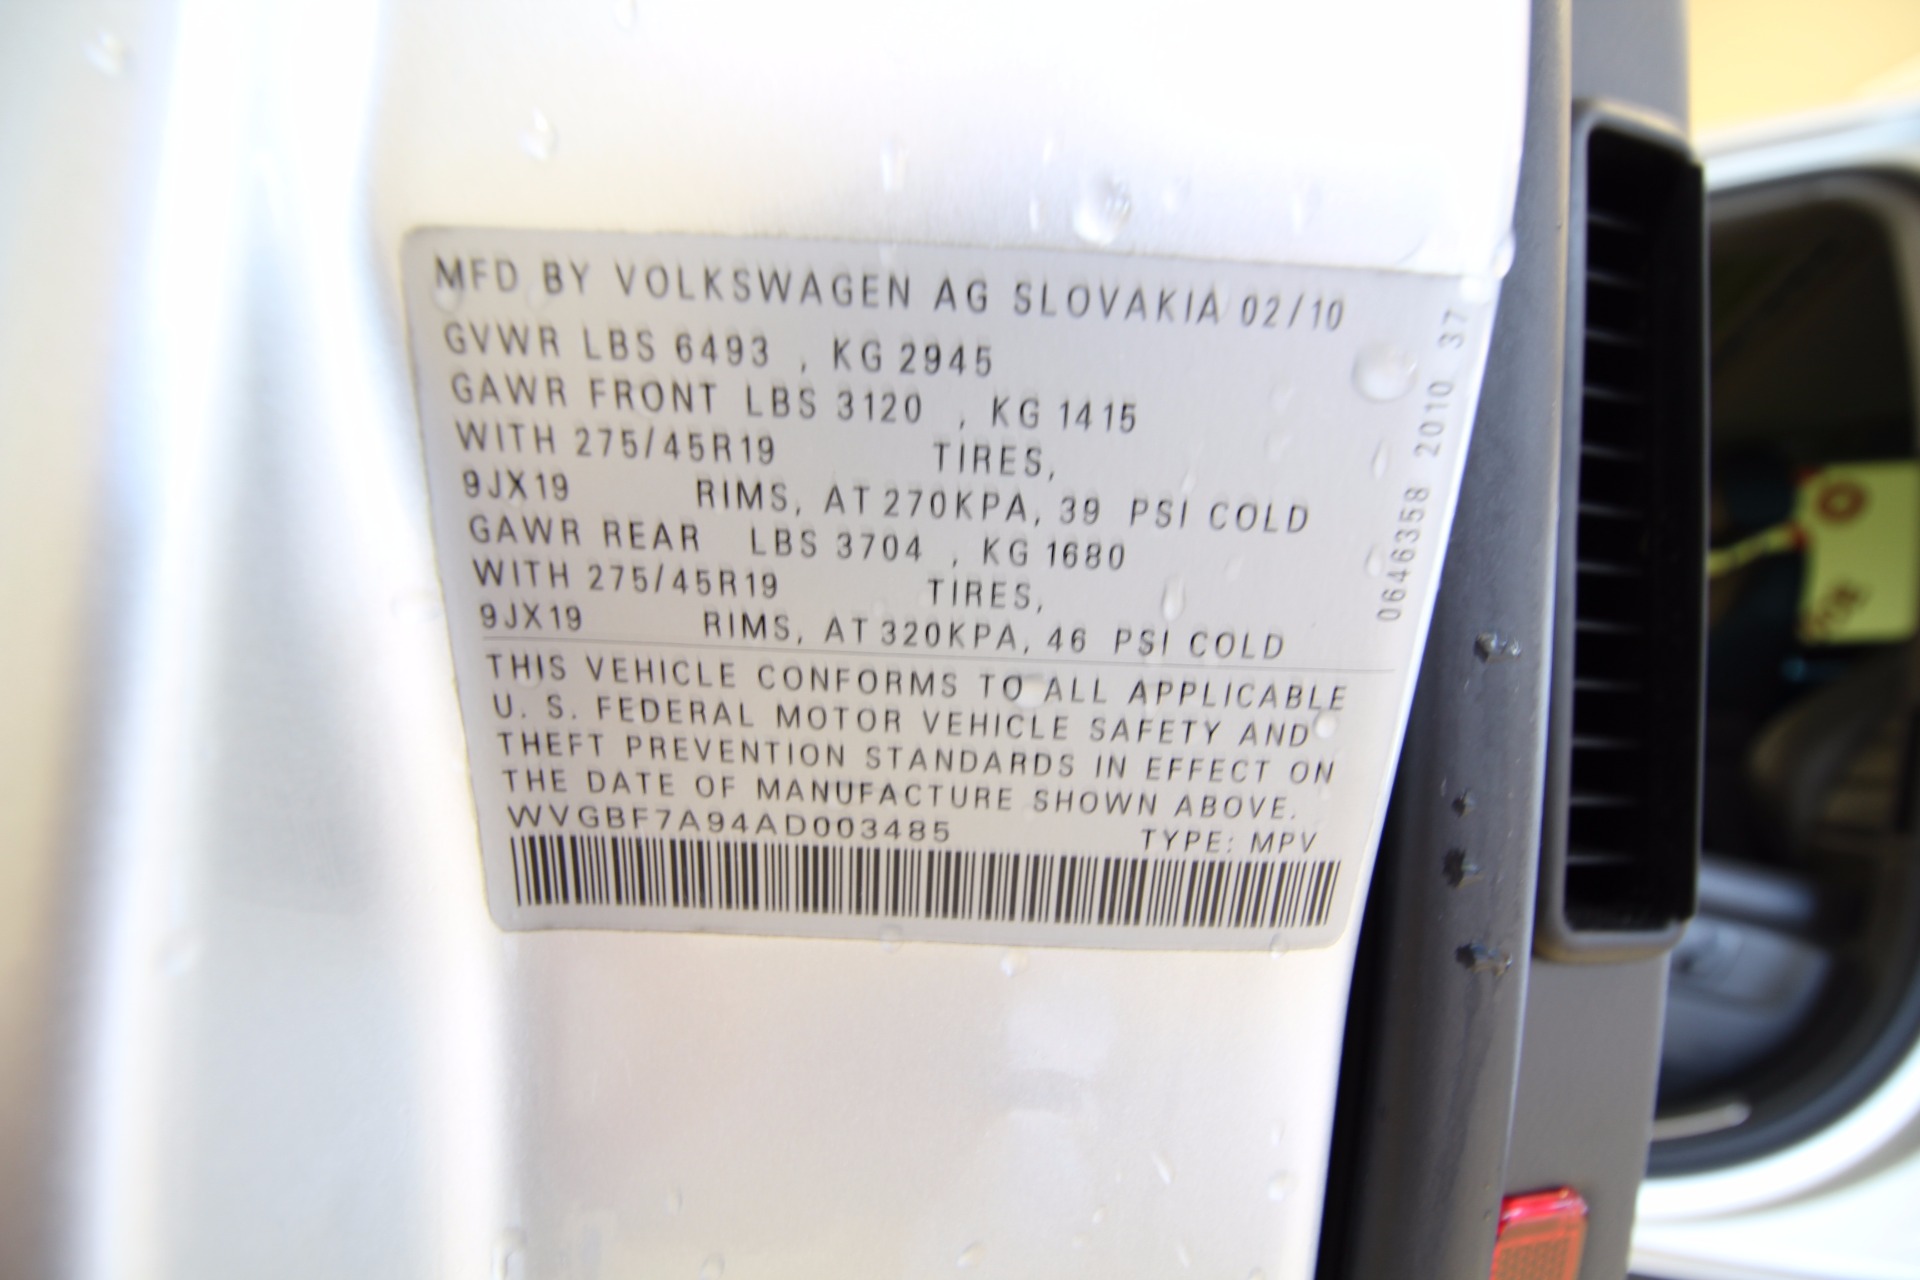 MFD BY VOLKSWAGEN AG SLOVAKIA 02/10
GVWR LBS 6493 , KG 2945
GAWR FRONT LBS 3120 , KG 1415
WITH 275/45R19 TIRES,
9JX19 RIMS, AT 270KPA, 39 PSI COLD
GAWR REAR LBS 3704 , KG 1680
WITH 275/45R19 TIRES,
9JX19 RIMS, AT 320KPA, 46 PSI COLD
THIS VEHICLE CONFORMS TO ALL APPLICABLE
U. S. FEDERAL MOTOR VEHICLE SAFETY AND
THEFT PREVENTION STANDARDS IN EFFECT ON
THE DATE OF MANUFACTURE SHOWN ABOVE.
WVGBF7A94AD003485 TYPE: MPV
0646358 2010 37